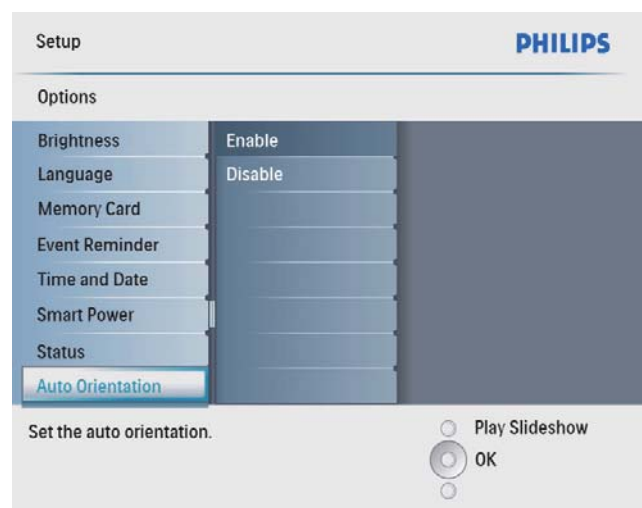 Setup
PHILIPS
Options
Brightness
Enable
Language
Disable
Memory Card
Event Reminder
Time and Date
Smart Power
Status
Auto Orientation
Set the auto orientation.
Play Slideshow
OK